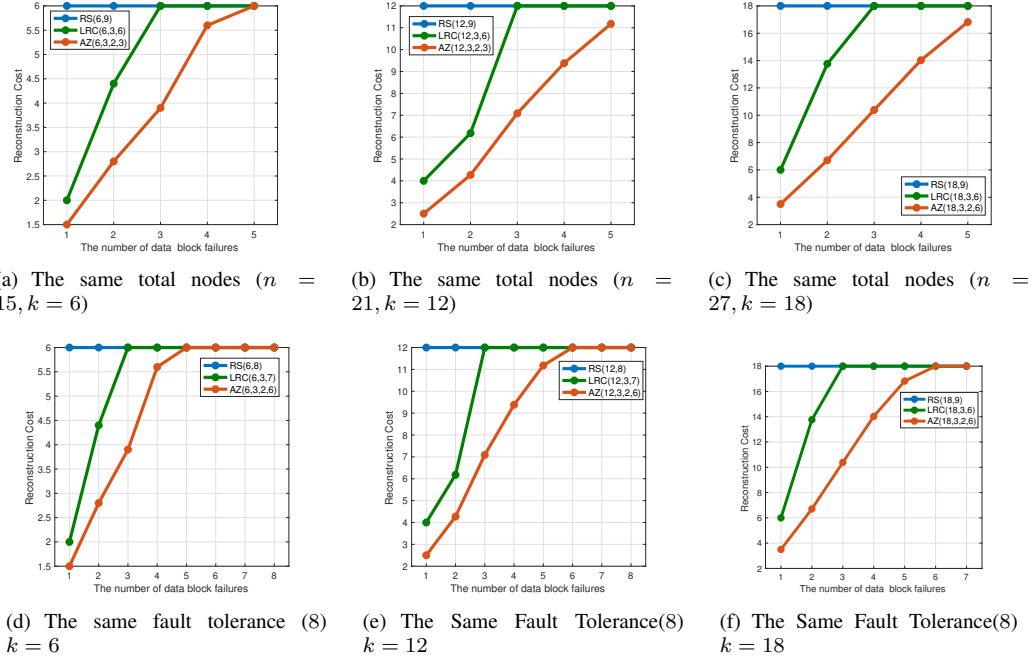 6
5.5
5
4.5
4
3.5
3
2.5
2
1.5
Reconstruction Cost
RS(6,9)
LRC(6,3,6)
AZ(6,3,2,3)
1 2 3 4 5
The number of data block failures
12
11
10
9
8
7
6
5
4
3
2
Reconstruction Cost
RS(12,9)
LRC(12,3,6)
AZ(12,3,2,3)
1 2 3 4 5
The number of data block failures
18
16
14
12
10
8
6
4
2
Reconstruction Cost
RS(18,9)
LRC(18,3,6)
AZ(18,3,2,6)
1 2 3 4 5
The number of data block failures
(a) The same total nodes (n =
15, k = 6)
(b) The same total nodes (n =
21, k = 12)
(c) The same total nodes (n =
27, k = 18)
6
5.5
5
4.5
4
3.5
3
2.5
2
1.5
Reconstruction Cost
RS(6,8)
LRC(6,3,7)
AZ(6,3,2,6)
1 2 3 4 5 6 7 8
The number of data block failures
12
11
10
9
8
7
6
5
4
3
2
Reconstruction Cost
RS(12,8)
LRC(12,3,7)
AZ(12,3,2,6)
1 2 3 4 5 6 7 8
The number of data block failures
18
16
14
12
10
8
6
4
2
Reconstruction Cost
RS(18,9)
LRC(18,3,6)
AZ(18,3,2,6)
1 2 3 4 5 6 7
The number of data block failures
(d) The same fault tolerance (8)
k = 6
(e) The Same Fault Tolerance(8)
k = 12
(f) The Same Fault Tolerance(8)
k = 18